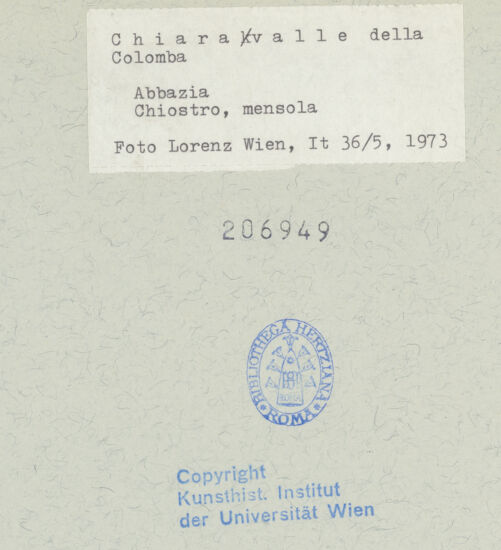 C h i a r a v a l l e della
Colomba
Abbazia
Chiostro, mensola
Foto Lorenz Wien, It 36/5, 1973
206949
BIBLIOTHECA HERTZIANA
ROMA
Copyright
Kunsthist. Institut
der Universität Wien